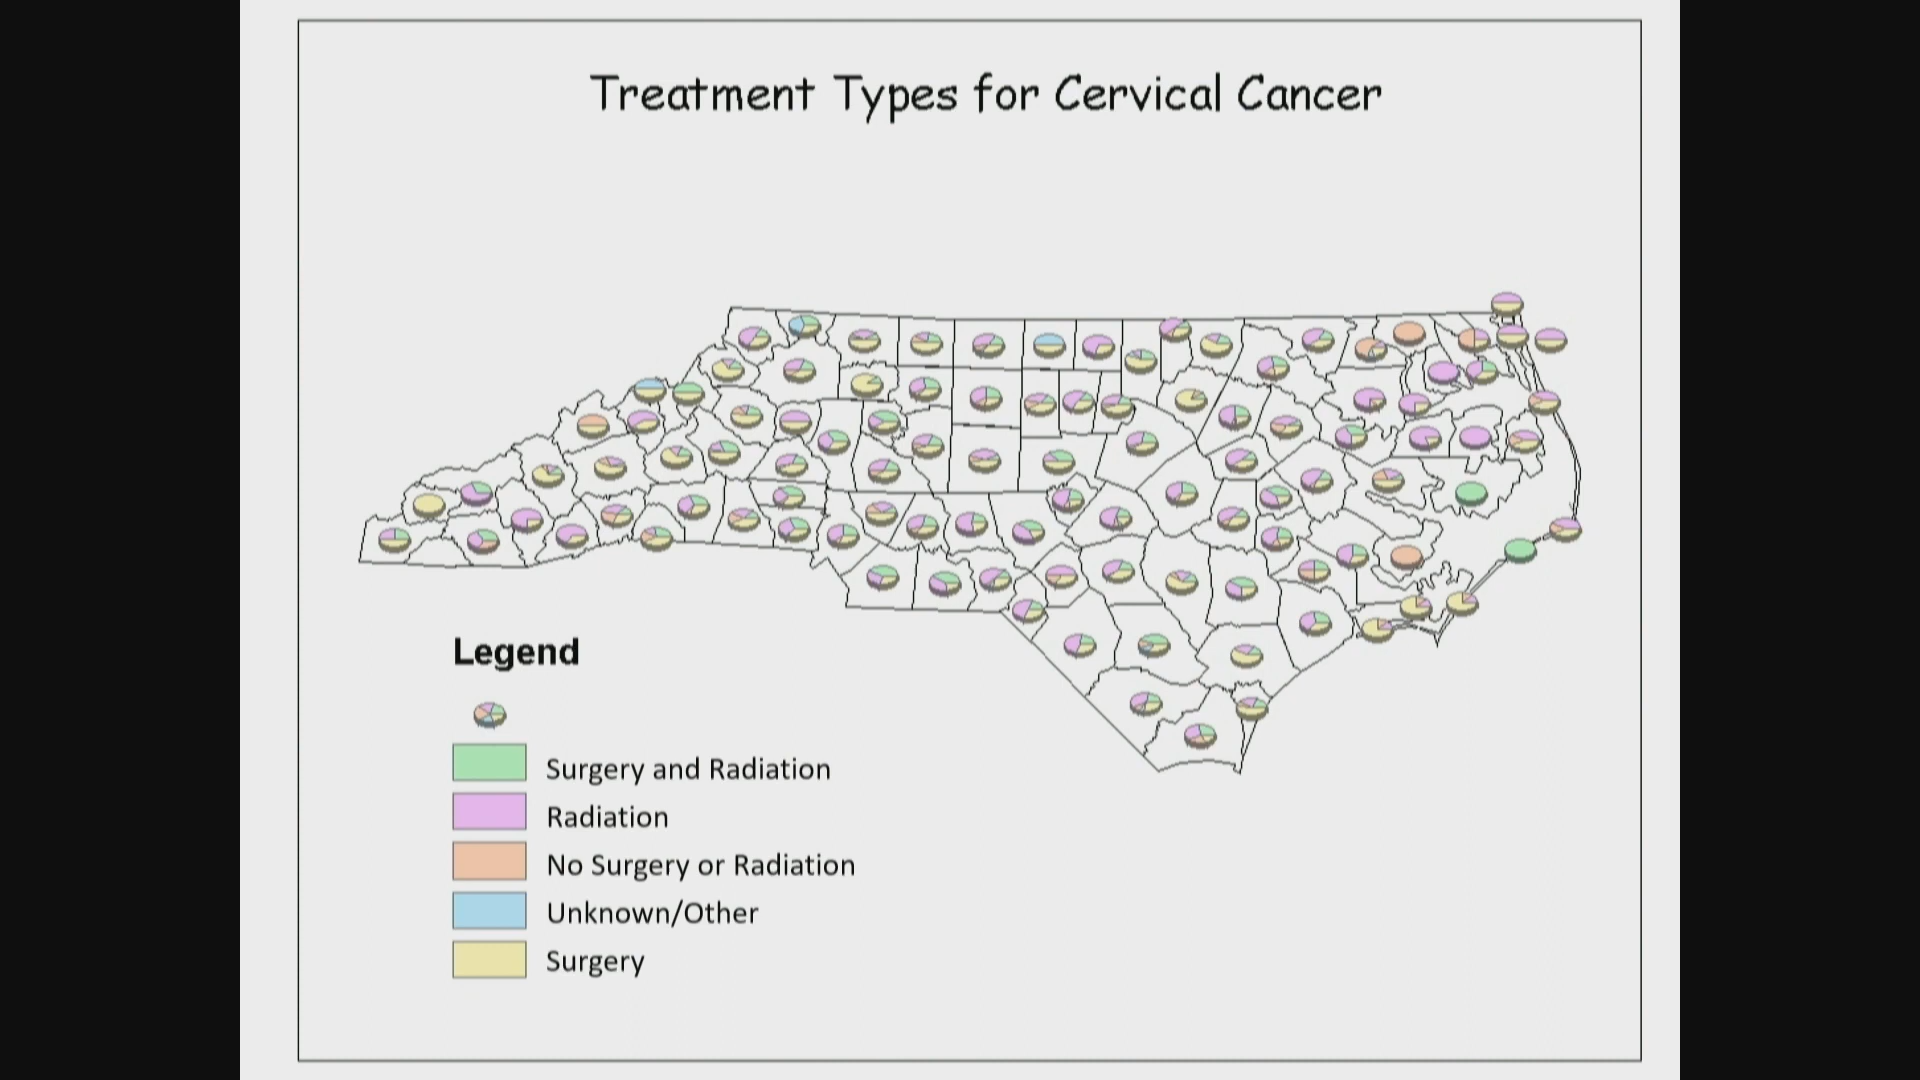 Treatment Types for Cervical Cancer
Legend
Surgery and Radiation
Radiation
No Surgery or Radiation
Unknown/Other
Surgery